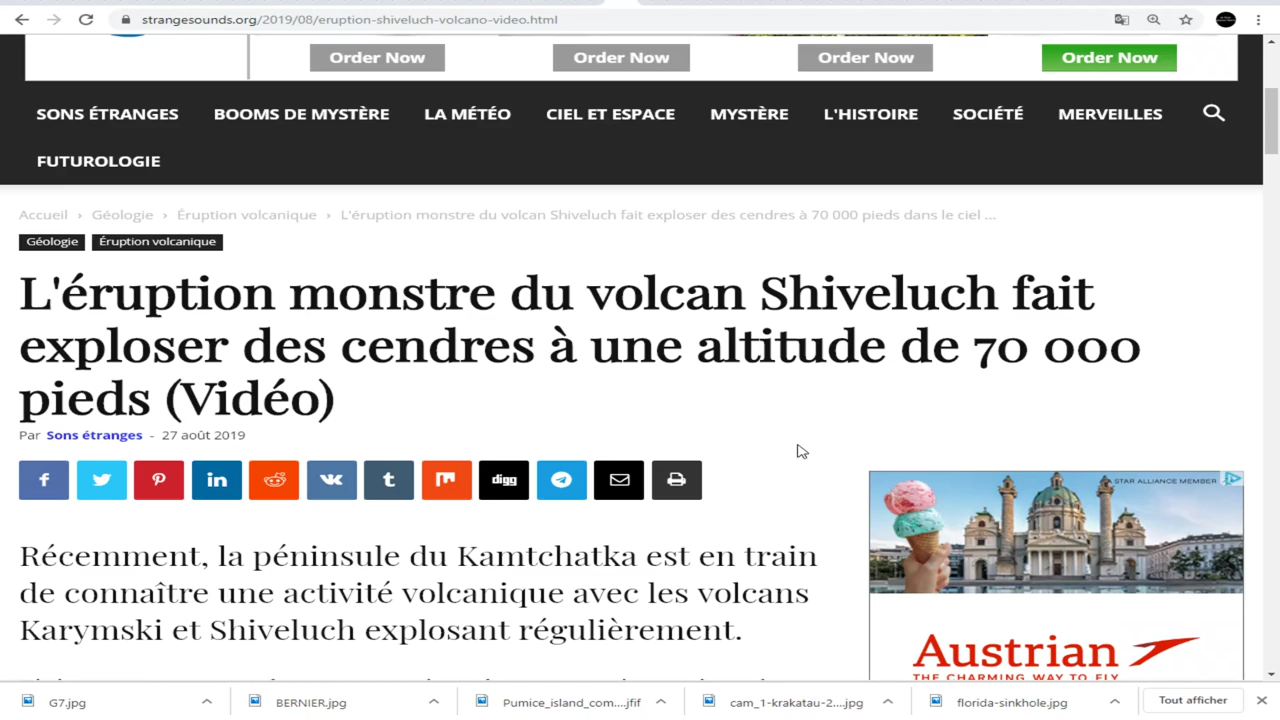 strangesounds.org/2019/08/eruption-shiveluch-volcano-video.html
Order Now
Order Now
Order Now
Order Now
SONS ÉTRANGES
BOOMS DE MYSTÈRE
LA MÉTÉO
CIEL ET ESPACE
MYSTÈRE
L'HISTOIRE
SOCIÉTÉ
MERVEILLES
FUTUROLOGIE
Accueil › Géologie › Éruption volcanique › L'éruption monstre du volcan Shiveluch fait exploser des cendres à 70 000 pieds dans le ciel ...
Géologie
Éruption volcanique
L'éruption monstre du volcan Shiveluch fait
exploser des cendres à une altitude de 70 000
pieds (Vidéo)
Par Sons étranges - 27 août 2019
digg
STAR ALLIANCE MEMBER
Récemment, la péninsule du Kamtchatka est en train
de connaître une activité volcanique avec les volcans
Karymski et Shiveluch explosant régulièrement.
Austrian
THE CHARMING WAY TO FLY
G7.jpg
BERNIER.jpg
Pumice_island_com....jfif
cam_1-krakatau-2....jpg
florida-sinkhole.jpg
Tout afficher